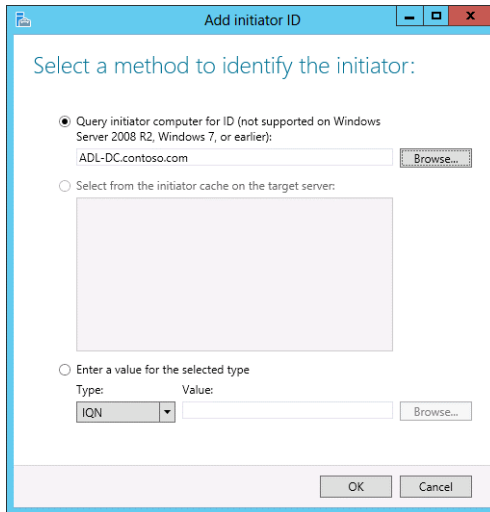 Add initiator ID
Select a method to identify the initiator:
Query initiator computer for ID (not supported on Windows
Server 2008 R2, Windows 7, or earlier):
ADL-DC.contoso.com
Browse...
Select from the initiator cache on the target server:
Enter a value for the selected type
Type: Value:
IQN
Browse...
OK Cancel